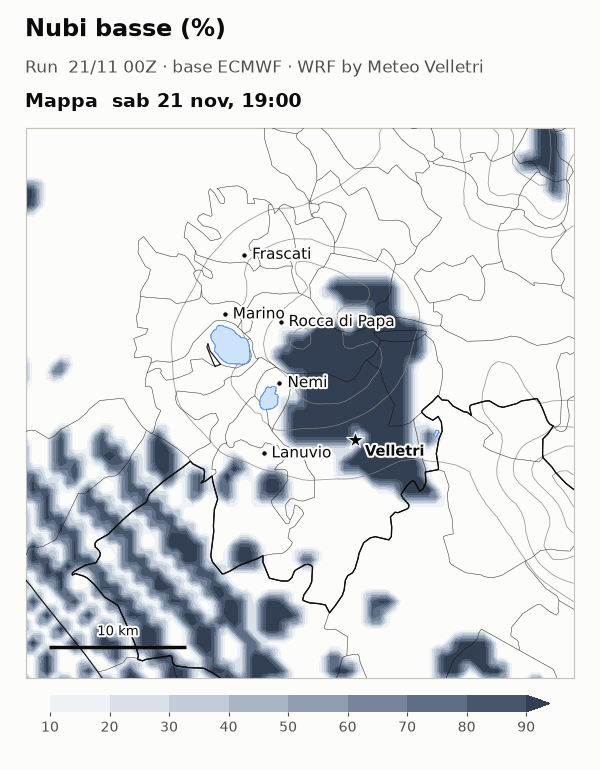 Nubi basse (%)
Run  21/11 00Z · base ECMWF · WRF by Meteo Velletri
Mappa  sab 21 nov, 19:00
Frascati
Marino
Rocca di Papa
Nemi
Velletri
Lanuvio
10 km
10 20 30 40 50 60 70 80 90